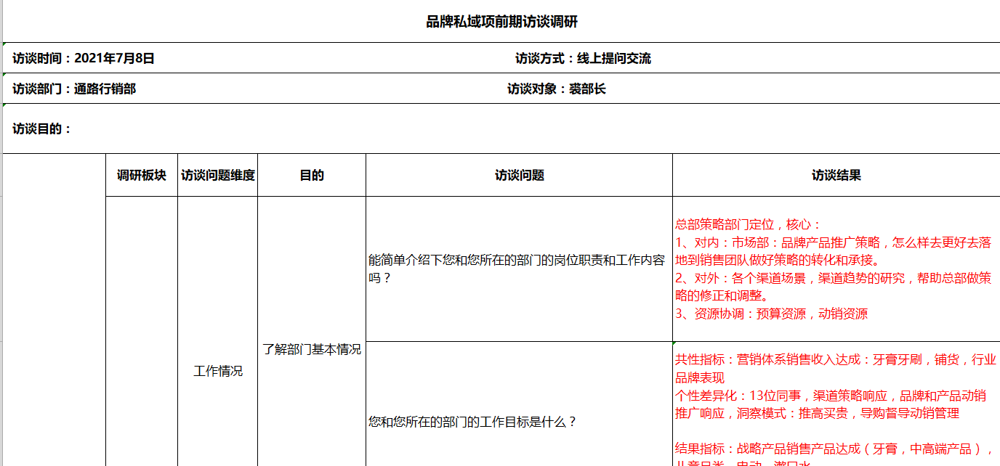 品牌私域项前期访谈调研
访谈时间：2021年7月8日
访谈方式：线上提问交流
访谈部门：通路行销部
访谈对象：裘部长
访谈目的：
调研板块
访谈问题维度
目的
访谈问题
访谈结果
工作情况
了解部门基本情况
能简单介绍下您和您所在的部门的岗位职责和工作内容
吗？
总部策略部门定位，核心：
1、对内：市场部：品牌产品推广策略，怎么样去更好去落
地到销售团队做好策略的转化和承接。
2、对外：各个渠道场景，渠道趋势的研究，帮助总部做策
略的修正和调整。
3、资源协调：预算资源，动销资源
您和您所在的部门的工作目标是什么？
共性指标：营销体系销售收入达成：牙膏牙刷，铺货，行业
品牌表现
个性差异化：13位同事，渠道策略响应，品牌和产品动销
推广响应，洞察模式：推高买贵，导购督导动销管理
结果指标：战略产品销售产品达成（牙膏，中高端产品），